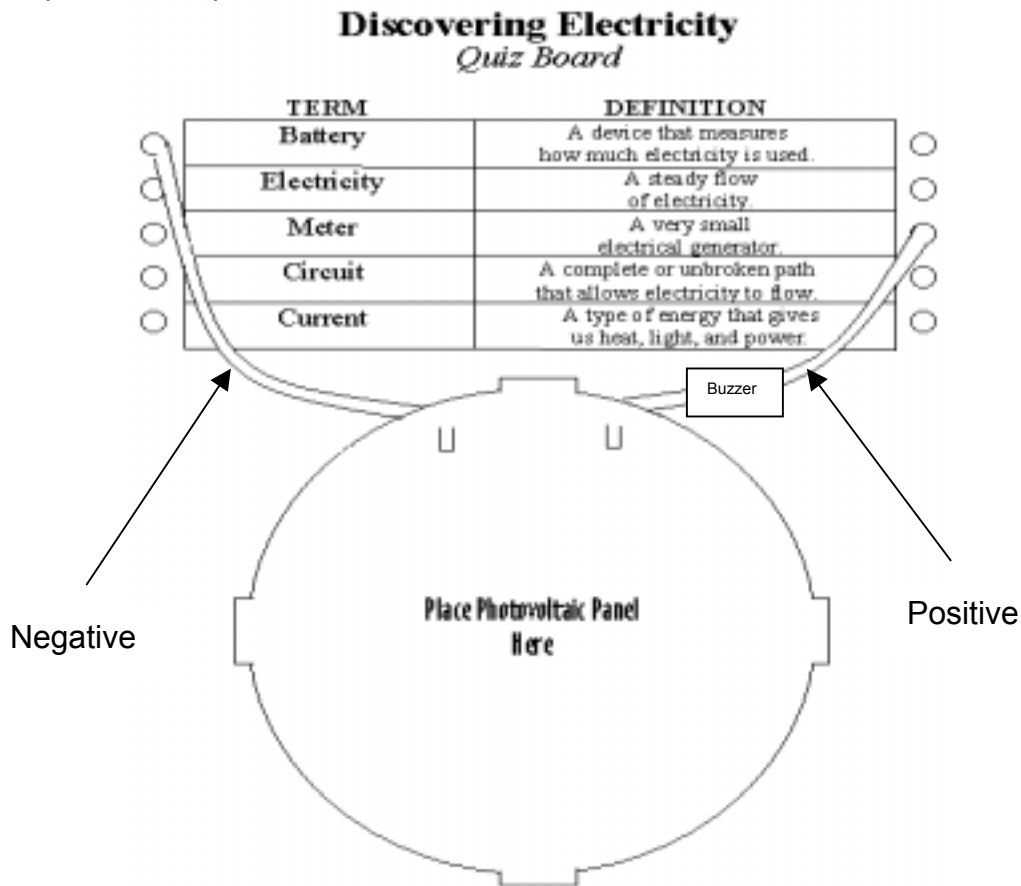 Discovering Electricity
Quiz Board
TERM DEFINITION
Battery
A device that measures
how much electricity is used.
Electricity
A steady flow
of electricity.
Meter
A very small
electrical generator.
Circuit
A complete or unbroken path
that allows electricity to flow.
Current
A type of energy that gives
us heat, light, and power.
Buzzer
Negative
Place Photovoltaic Panel
Here
Positive